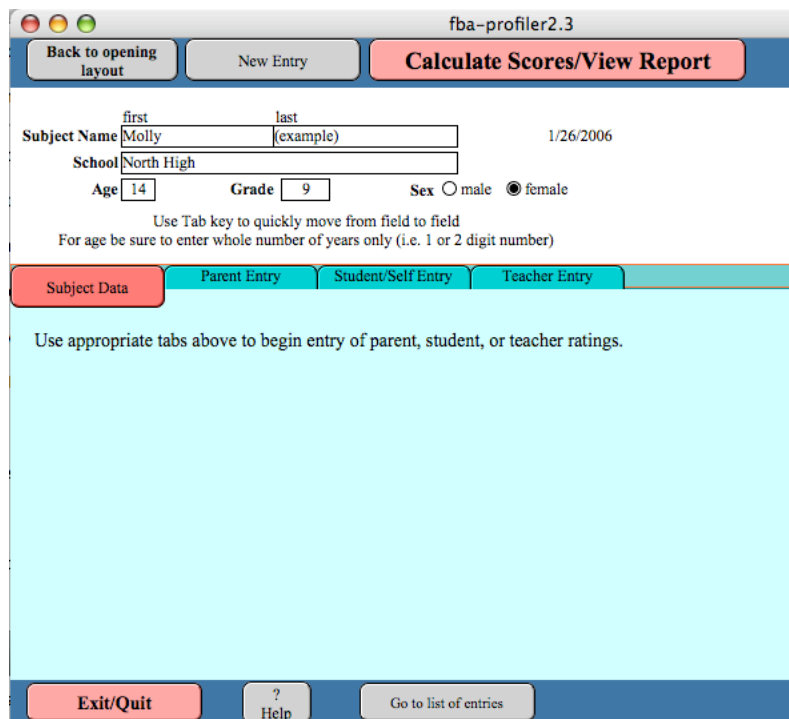 fba-profiler2.3
Back to opening
layout
New Entry
Calculate Scores/View Report
first last
Subject Name Molly (example) 1/26/2006
School North High
Age 14 Grade 9 Sex male female
Use Tab key to quickly move from field to field
For age be sure to enter whole number of years only (i.e. 1 or 2 digit number)
Subject Data Parent Entry Student/Self Entry Teacher Entry
Use appropriate tabs above to begin entry of parent, student, or teacher ratings.
Exit/Quit
?
Help
Go to list of entries